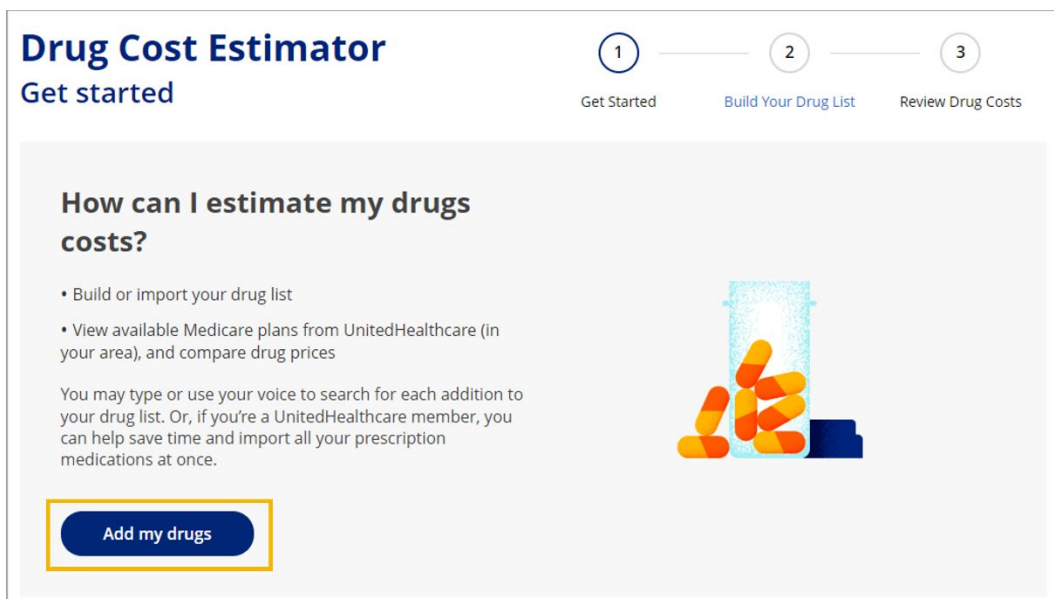 Drug Cost Estimator
Get started
1
2
3
Get Started
Build Your Drug List
Review Drug Costs
How can I estimate my drugs
costs?
• Build or import your drug list
• View available Medicare plans from UnitedHealthcare (in
your area), and compare drug prices
You may type or use your voice to search for each addition to
your drug list. Or, if you’re a UnitedHealthcare member, you
can help save time and import all your prescription
medications at once.
Add my drugs